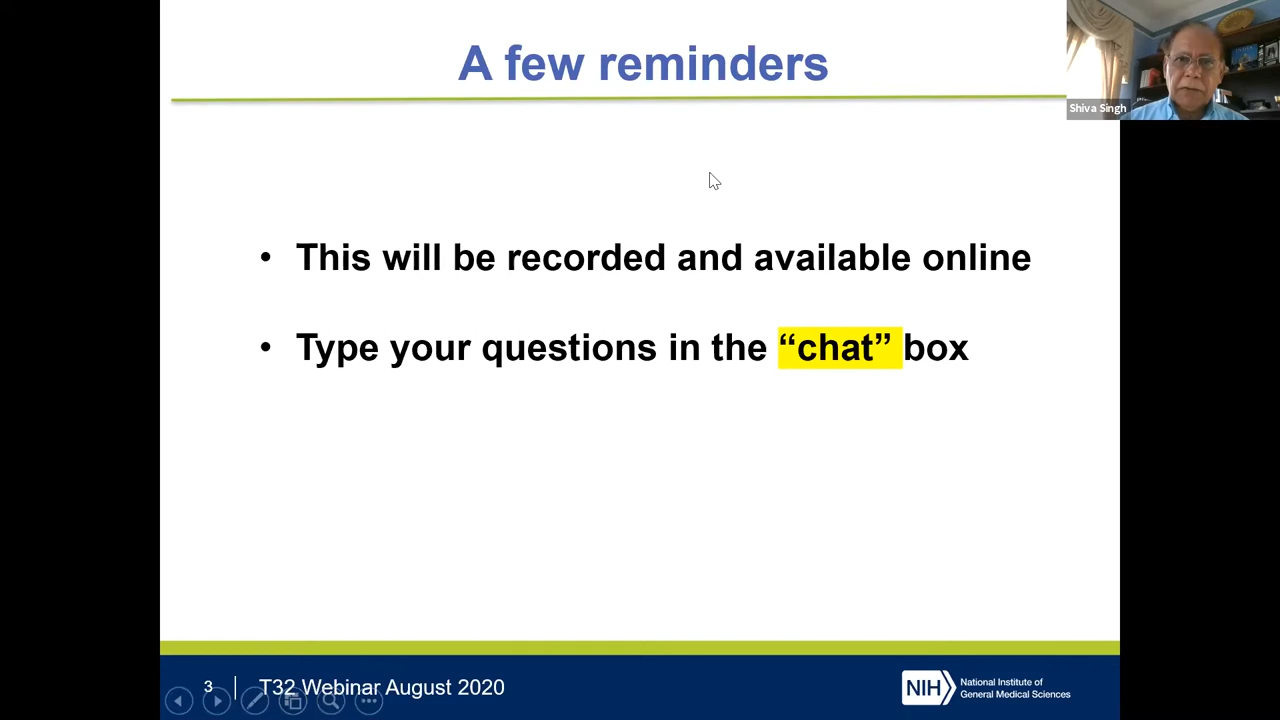 A few reminders
Shiva Singh
• This will be recorded and available online
• Type your questions in the “chat” box
3
T32 Webinar August 2020
NIH
National Institute of
General Medical Sciences